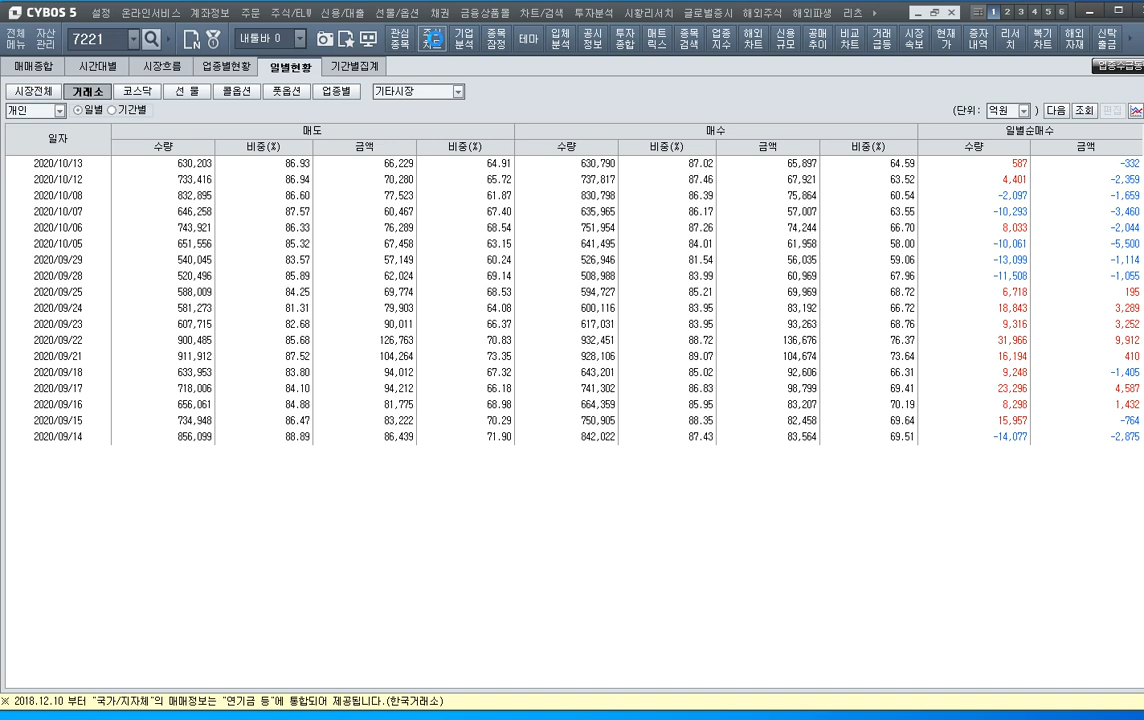 CYBOS 5 설정 온라인서비스 계좌정보 주문 주식/ELW 신용/대출 선물/옵션 채권 금융상품몰 차트/검색 투자분석 시황리서치 글로벌증시 해외주식 해외파생 리츠 1 2 3 4 5 6
전체메뉴 자산관리 7221 내툴바 0 관심종목 기업분석 종목잠정 테마 입체분석 공시정보 투자종합 매트릭스 종목검색 업종지수 해외차트 신용규모 공매추이 비교차트 거래급등 시장속보 현재가 증자내역 리서치 복기차트 해외자재 신탁출금
매매종합 시간대별 시장흐름 업종별현황 일별현황 기간별집계
시장전체 거래소 코스닥 선 물 콜옵션 풋옵션 업종별 기타시장
개인 일별 기간별 (단위: 억원 ) 다음 조회 편집
일자 매도 매수 일별순매수
수량 비중(%) 금액 비중(%) 수량 비중(%) 금액 비중(%) 수량 금액
2020/10/13 630,203 86.93 66,229 64.91 630,790 87.02 65,897 64.59 587 -332
2020/10/12 733,416 86.94 70,280 65.72 737,817 87.46 67,921 63.52 4,401 -2,359
2020/10/08 832,895 86.60 77,523 61.87 830,798 86.39 75,864 60.54 -2,097 -1,659
2020/10/07 646,258 87.57 60,467 67.40 635,965 86.17 57,007 63.55 -10,293 -3,460
2020/10/06 743,921 86.33 76,289 68.54 751,954 87.26 74,244 66.70 8,033 -2,044
2020/10/05 651,556 85.32 67,458 63.15 641,495 84.01 61,958 58.00 -10,061 -5,500
2020/09/29 540,045 83.57 57,149 60.24 526,946 81.54 56,035 59.06 -13,099 -1,114
2020/09/28 520,496 85.89 62,024 69.14 508,988 83.99 60,969 67.96 -11,508 -1,055
2020/09/25 588,009 84.25 69,774 68.53 594,727 85.21 69,969 68.72 6,718 195
2020/09/24 581,273 81.31 79,903 64.08 600,116 83.95 83,192 66.72 18,843 3,289
2020/09/23 607,715 82.68 90,011 66.37 617,031 83.95 93,263 68.76 9,316 3,252
2020/09/22 900,485 85.68 126,763 70.83 932,451 88.72 136,676 76.37 31,966 9,912
2020/09/21 911,912 87.52 104,264 73.35 928,106 89.07 104,674 73.64 16,194 410
2020/09/18 633,953 83.80 94,012 67.32 643,201 85.02 92,606 66.31 9,248 -1,405
2020/09/17 718,006 84.10 94,212 66.18 741,302 86.83 98,799 69.41 23,296 4,587
2020/09/16 656,061 84.88 81,775 68.98 664,359 85.95 83,207 70.19 8,298 1,432
2020/09/15 734,948 86.47 83,222 70.29 750,905 88.35 82,458 69.64 15,957 -764
2020/09/14 856,099 88.89 86,439 71.90 842,022 87.43 83,564 69.51 -14,077 -2,875
※ 2018.12.10 부터 "국가/지자체"의 매매정보는 "연기금 등"에 통합되어 제공됩니다.(한국거래소)